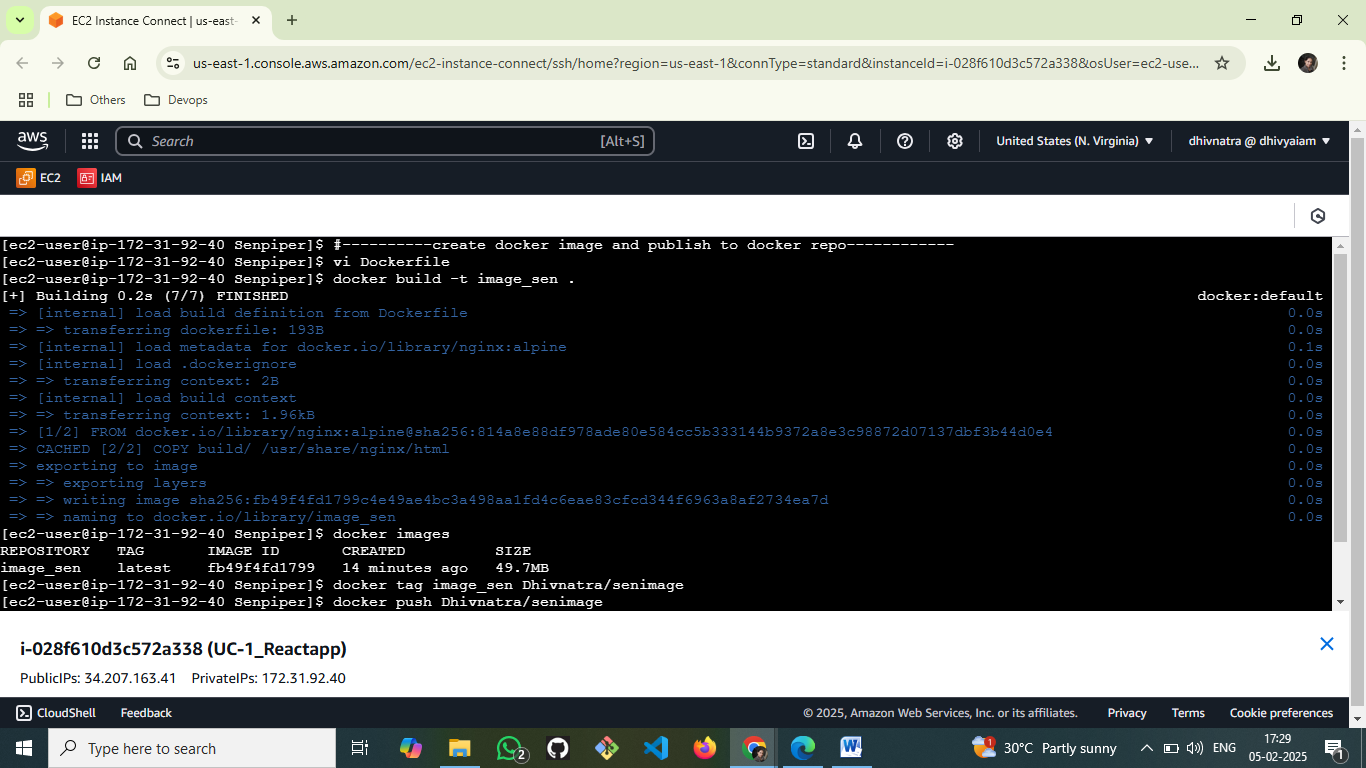 EC2 Instance Connect | us-east-
us-east-1.console.aws.amazon.com/ec2-instance-connect/ssh/home?region=us-east-1&connType=standard&instanceId=i-028f610d3c572a338&osUser=ec2-use...
Others Devops
aws Search [Alt+S] United States (N. Virginia) dhivnatra @ dhivyaiam
EC2 IAM
[ec2-user@ip-172-31-92-40 Senpiper]$ #----------create docker image and publish to docker repo------------
[ec2-user@ip-172-31-92-40 Senpiper]$ vi Dockerfile
[ec2-user@ip-172-31-92-40 Senpiper]$ docker build -t image_sen .
[+] Building 0.2s (7/7) FINISHED docker:default
=> [internal] load build definition from Dockerfile 0.0s
=> => transferring dockerfile: 193B 0.0s
=> [internal] load metadata for docker.io/library/nginx:alpine 0.1s
=> [internal] load .dockerignore 0.0s
=> => transferring context: 2B 0.0s
=> [internal] load build context 0.0s
=> => transferring context: 1.96kB 0.0s
=> [1/2] FROM docker.io/library/nginx:alpine@sha256:814a8e88df978ade80e584cc5b333144b9372a8e3c98872d07137dbf3b44d0e4 0.0s
=> CACHED [2/2] COPY build/ /usr/share/nginx/html 0.0s
=> exporting to image 0.0s
=> => exporting layers 0.0s
=> => writing image sha256:fb49f4fd1799c4e49ae4bc3a498aa1fd4c6eae83cfcd344f6963a8af2734ea7d 0.0s
=> => naming to docker.io/library/image_sen 0.0s
[ec2-user@ip-172-31-92-40 Senpiper]$ docker images
REPOSITORY TAG IMAGE ID CREATED SIZE
image_sen latest fb49f4fd1799 14 minutes ago 49.7MB
[ec2-user@ip-172-31-92-40 Senpiper]$ docker tag image_sen Dhivnatra/senimage
[ec2-user@ip-172-31-92-40 Senpiper]$ docker push Dhivnatra/senimage
i-028f610d3c572a338 (UC-1_Reactapp)
PublicIPs: 34.207.163.41 PrivateIPs: 172.31.92.40
CloudShell Feedback © 2025, Amazon Web Services, Inc. or its affiliates. Privacy Terms Cookie preferences
Type here to search 2 30°C Partly sunny ENG 17:29
05-02-2025 1